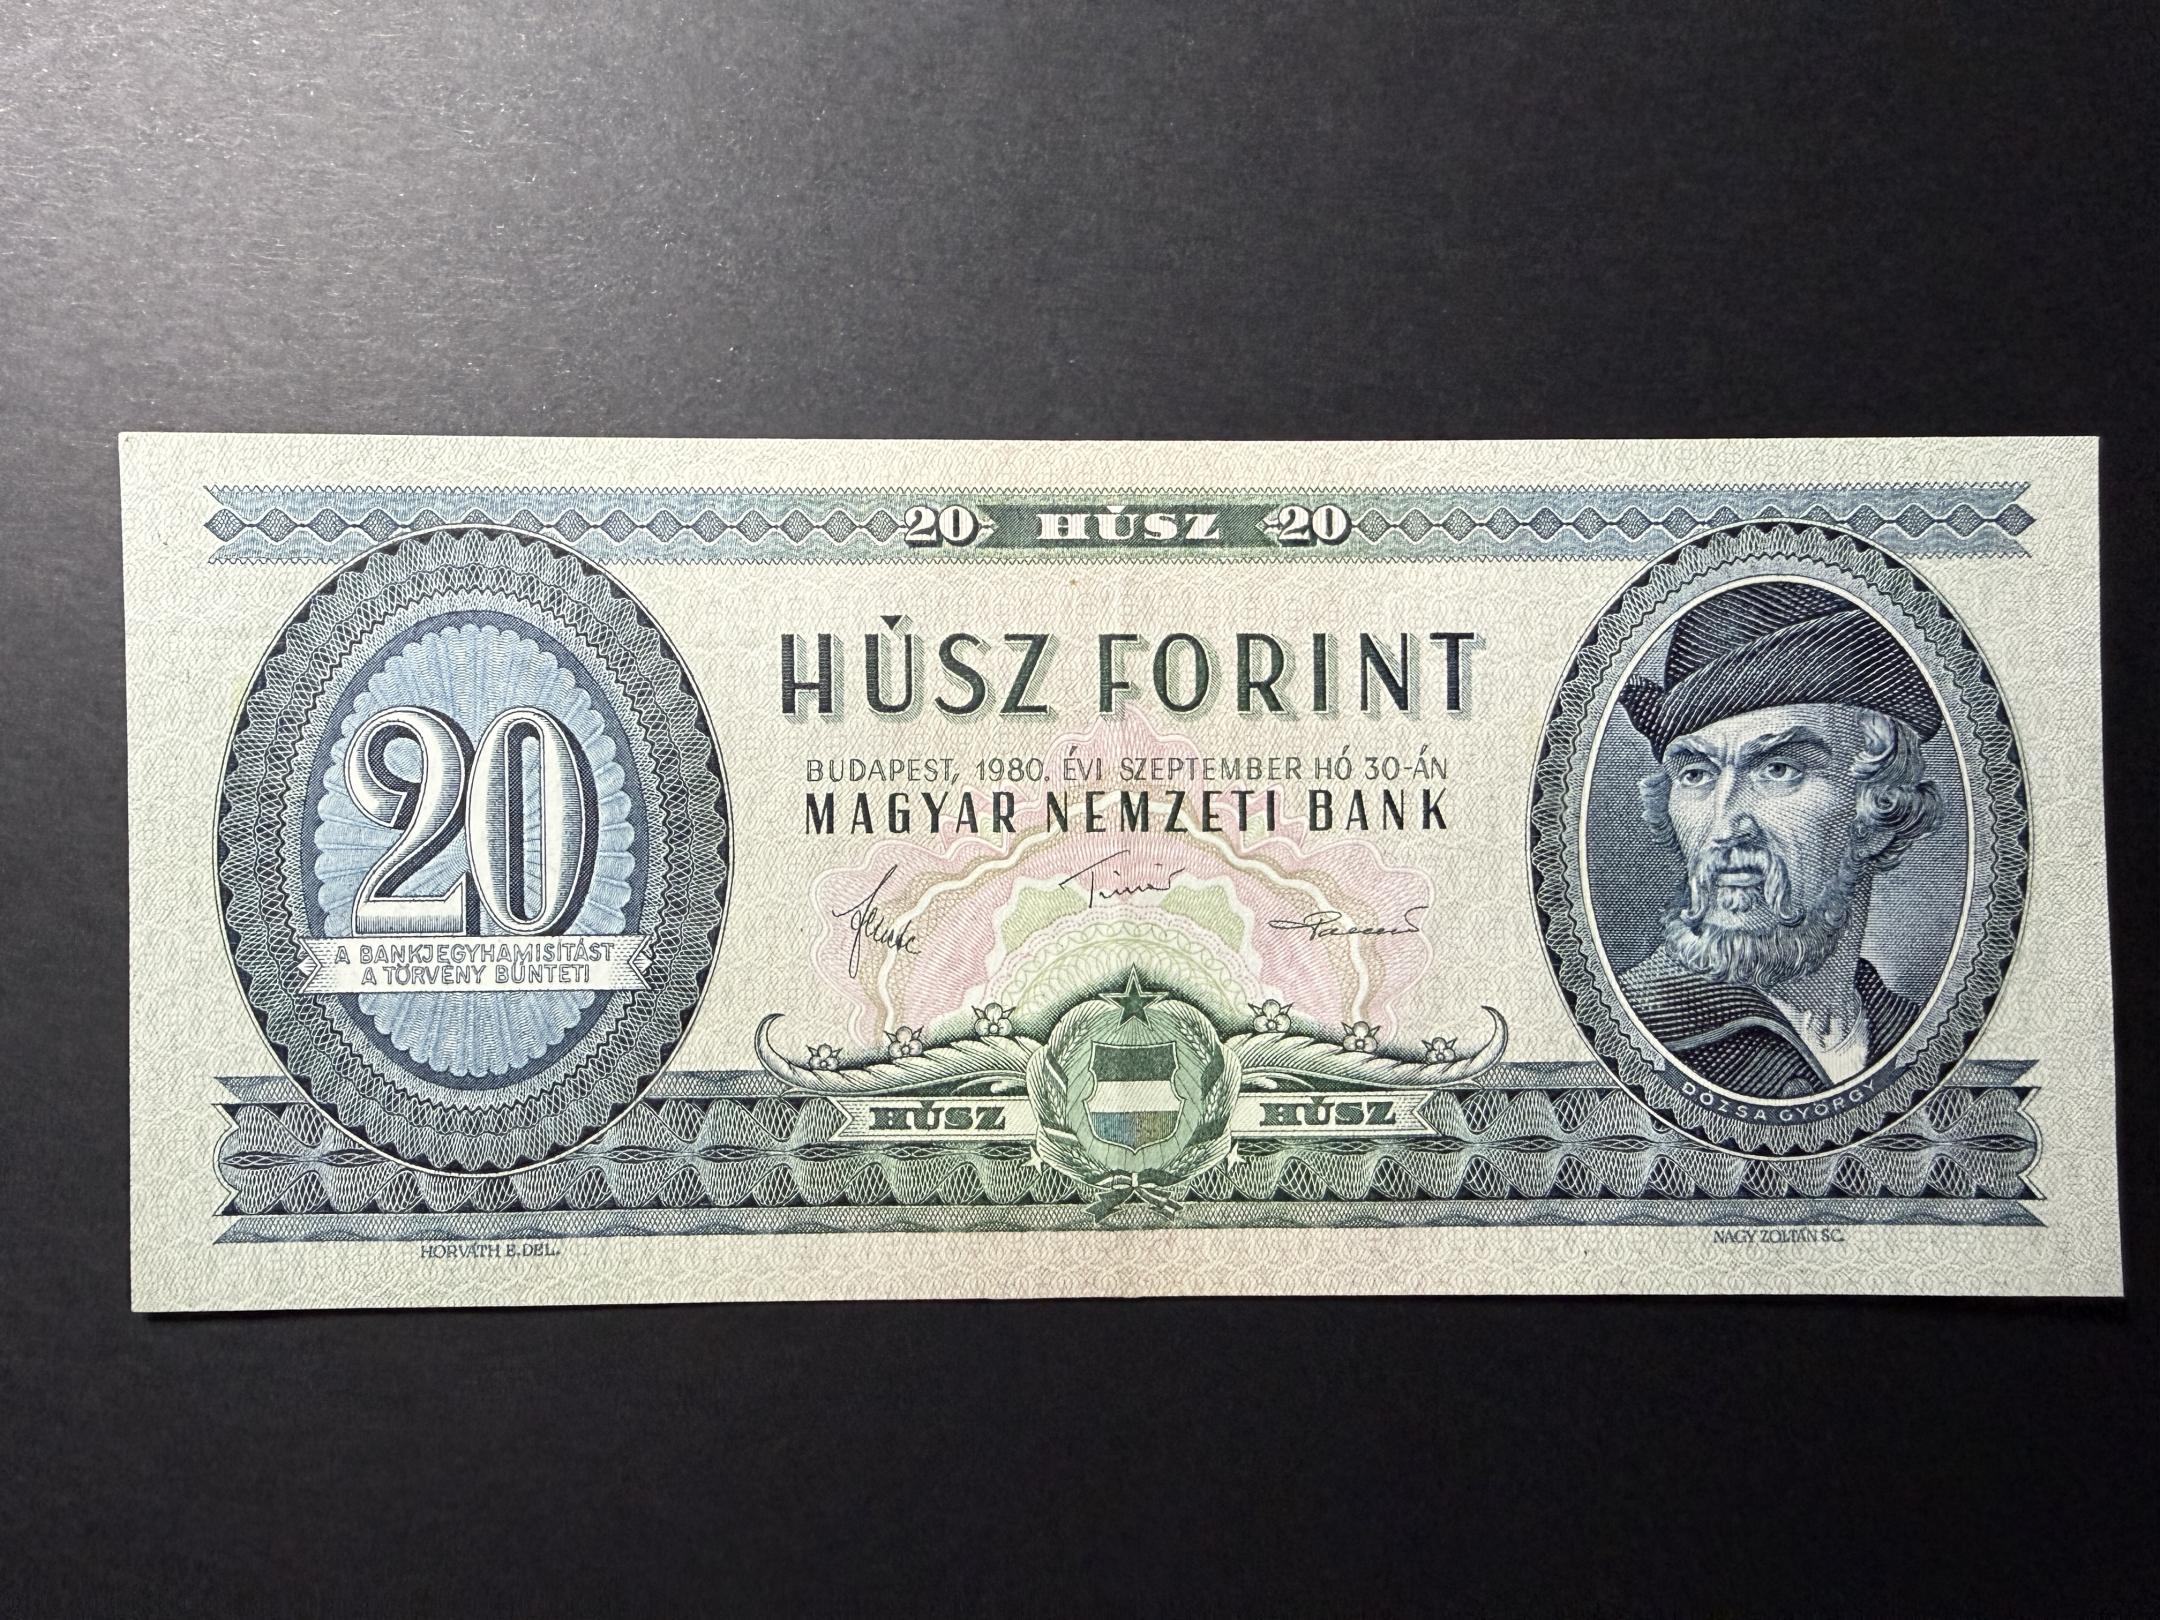 20 HÚSZ 20
HÚSZ FORINT
BUDAPEST, 1980. ÉVI SZEPTEMBER HÓ 30-ÁN
MAGYAR NEMZETI BANK
20
A BANKJEGYHAMISÍTÁST
A TÖRVÉNY BÜNTETI
HÚSZ HÚSZ
DÓZSA GYÖRGY
HORVÁTH E. DEL.
NAGY ZOLTÁN SC.